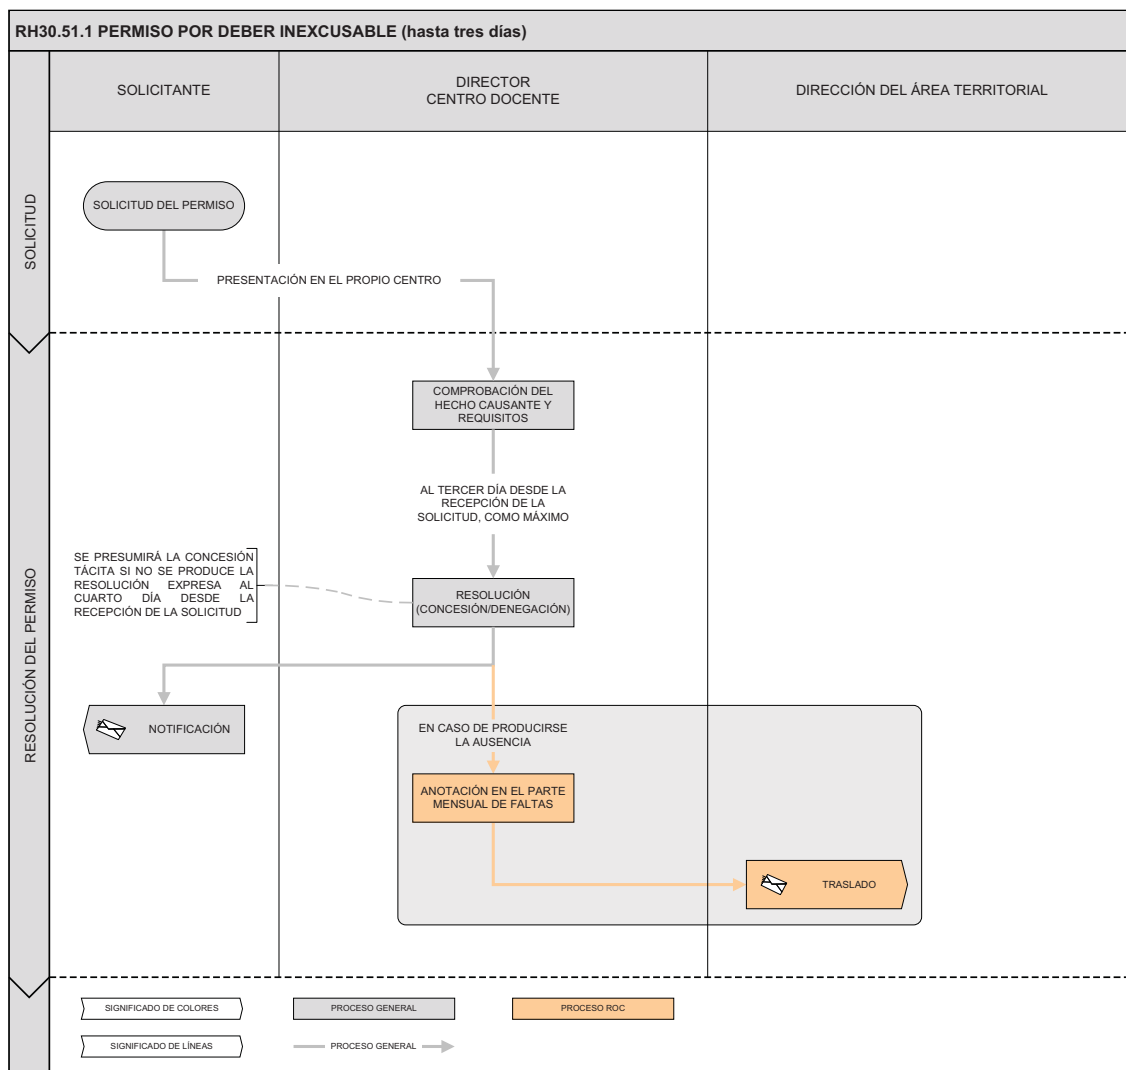 RH30.51.1 PERMISO POR DEBER INEXCUSABLE (hasta tres días)
SOLICITANTE
DIRECTOR
CENTRO DOCENTE
DIRECCIÓN DEL ÁREA TERRITORIAL
SOLICITUD
SOLICITUD DEL PERMISO
PRESENTACIÓN EN EL PROPIO CENTRO
RESOLUCIÓN DEL PERMISO
COMPROBACIÓN DEL
HECHO CAUSANTE Y
REQUISITOS
AL TERCER DÍA DESDE LA
RECEPCIÓN DE LA
SOLICITUD, COMO MÁXIMO
SE PRESUMIRÁ LA CONCESIÓN
TÁCITA SI NO SE PRODUCE LA
RESOLUCIÓN EXPRESA AL
CUARTO DÍA DESDE LA
RECEPCIÓN DE LA SOLICITUD
RESOLUCIÓN
(CONCESIÓN/DENEGACIÓN)
NOTIFICACIÓN
EN CASO DE PRODUCIRSE
LA AUSENCIA
ANOTACIÓN EN EL PARTE
MENSUAL DE FALTAS
TRASLADO
SIGNIFICADO DE COLORES
PROCESO GENERAL
PROCESO ROC
SIGNIFICADO DE LÍNEAS
PROCESO GENERAL